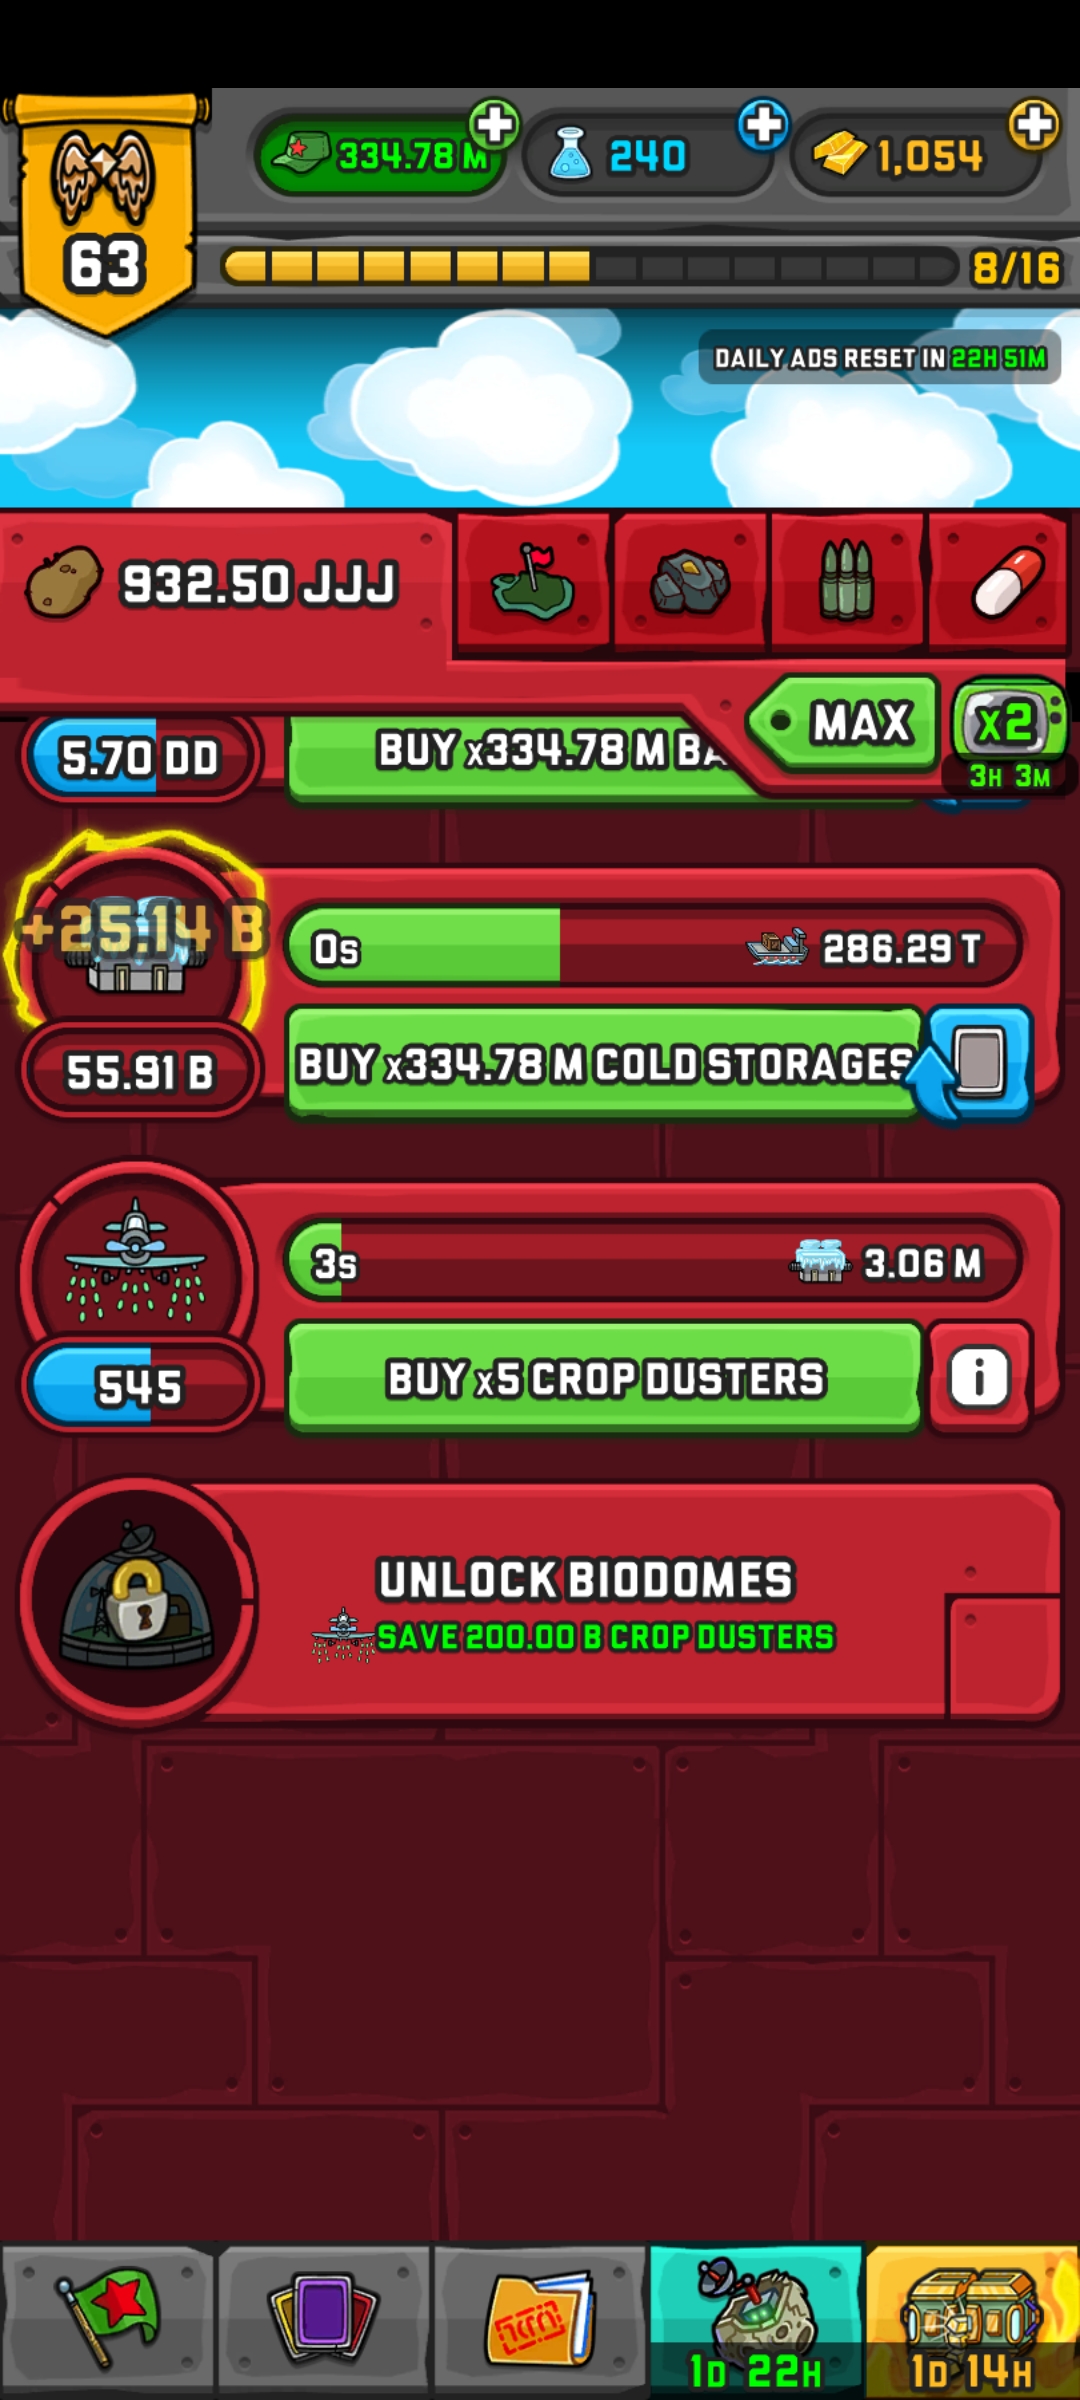 334.78 M
240
1,054
63
8/16
DAILY ADS RESET IN 22H 51M
932.50 JJJ
MAX
X2
3H 3M
5.70 DD
BUY x334.78 M BA
+25.14 B
0s
286.29 T
55.91 B
BUY x334.78 M COLD STORAGES
3s
3.06 M
545
BUY x5 CROP DUSTERS
i
UNLOCK BIODOMES
SAVE 200.00 B CROP DUSTERS
1D 22H
1D 14H